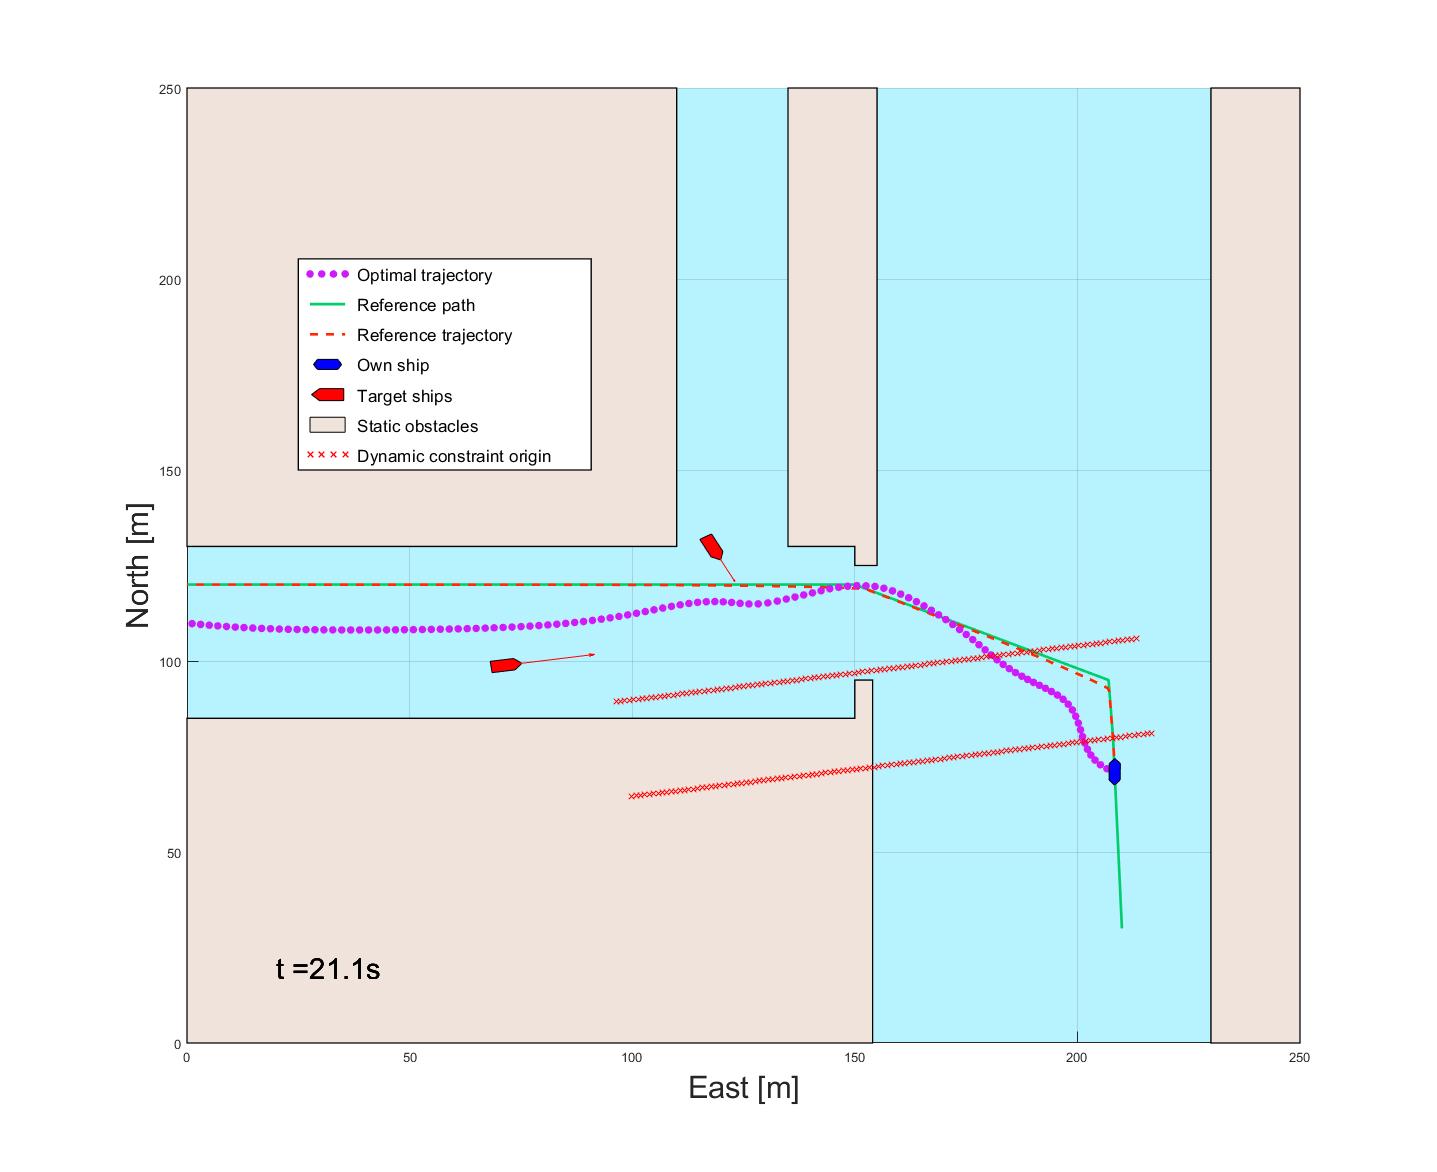 250
200
150
100
50
0
North [m]
Optimal trajectory
Reference path
Reference trajectory
Own ship
Target ships
Static obstacles
Dynamic constraint origin
t =21.1s
0
50
100
150
200
250
East [m]